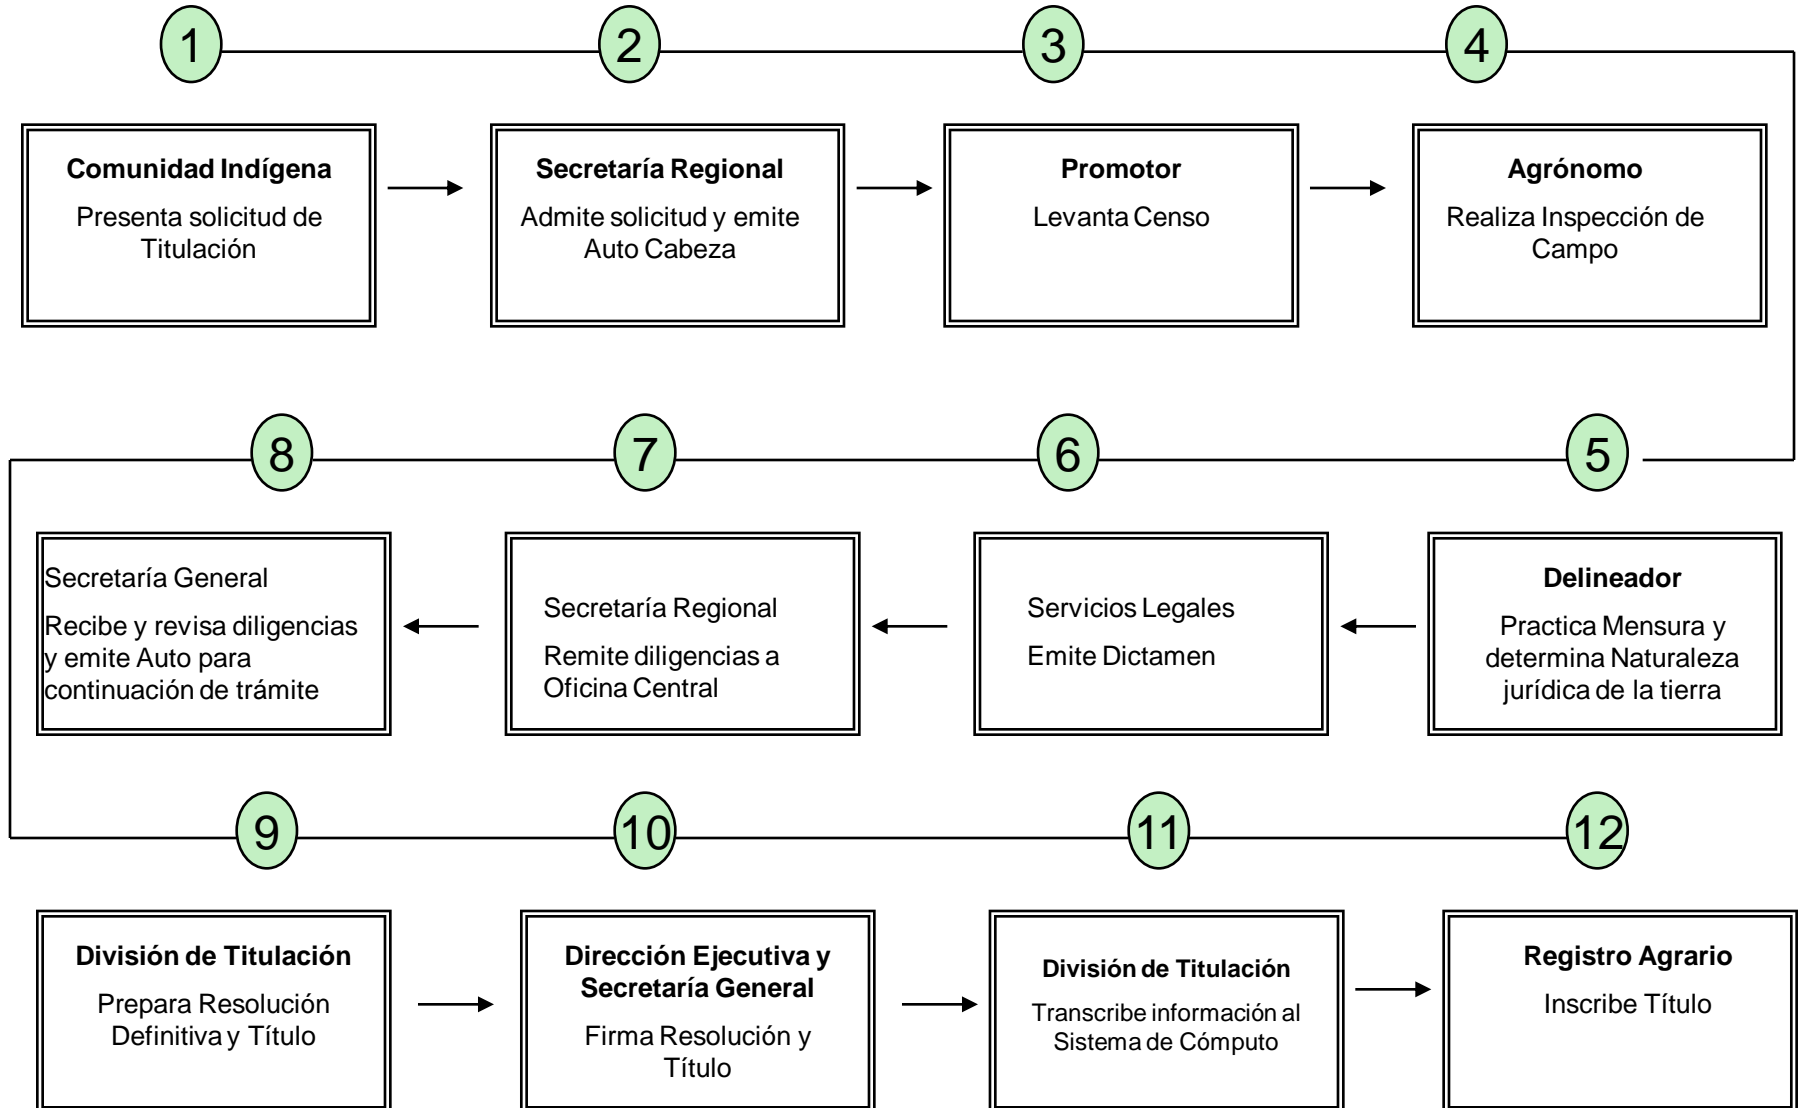 1
2
3
4
Comunidad Indígena
Presenta solicitud de
Titulación
Secretaría Regional
Admite solicitud y emite
Auto Cabeza
Promotor
Levanta Censo
Agrónomo
Realiza Inspección de
Campo
8
7
6
5
Secretaría General
Recibe y revisa diligencias
y emite Auto para
continuación de trámite
Secretaría Regional
Remite diligencias a
Oficina Central
Servicios Legales
Emite Dictamen
Delineador
Practica Mensura y
determina Naturaleza
jurídica de la tierra
9
10
11
12
División de Titulación
Prepara Resolución
Definitiva y Título
Dirección Ejecutiva y
Secretaría General
Firma Resolución y
Título
División de Titulación
Transcribe información al
Sistema de Cómputo
Registro Agrario
Inscribe Título